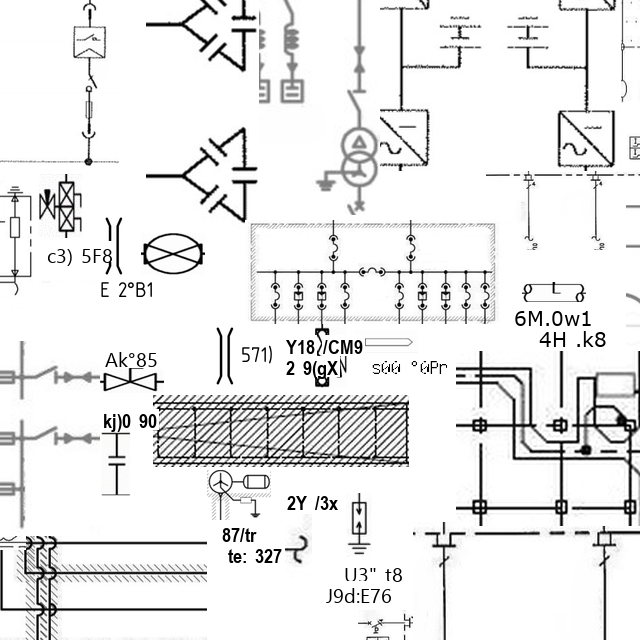 c3) 5F8
E 2°B1
6M.0w1
4H .k8
571)
Y18,//CM9
2 9(gX
s00 °0Pr
Ak°85
kj)0 90
2Y /3x
87/tr
te: 327
U3" t8
J9d:E76